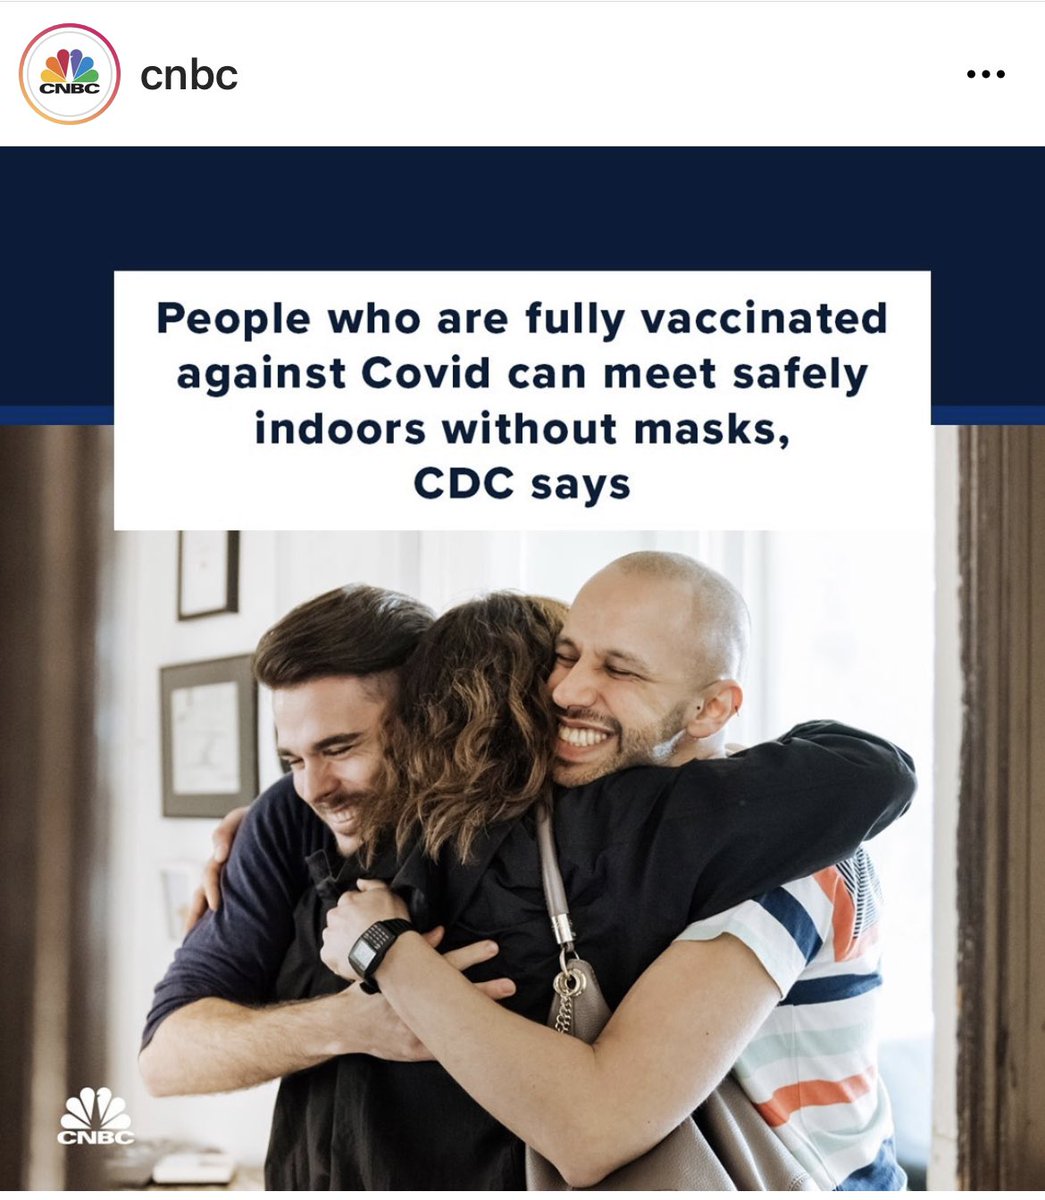 CNBC
cnbc
People who are fully vaccinated
against Covid can meet safely
indoors without masks,
CDC says
CNBC